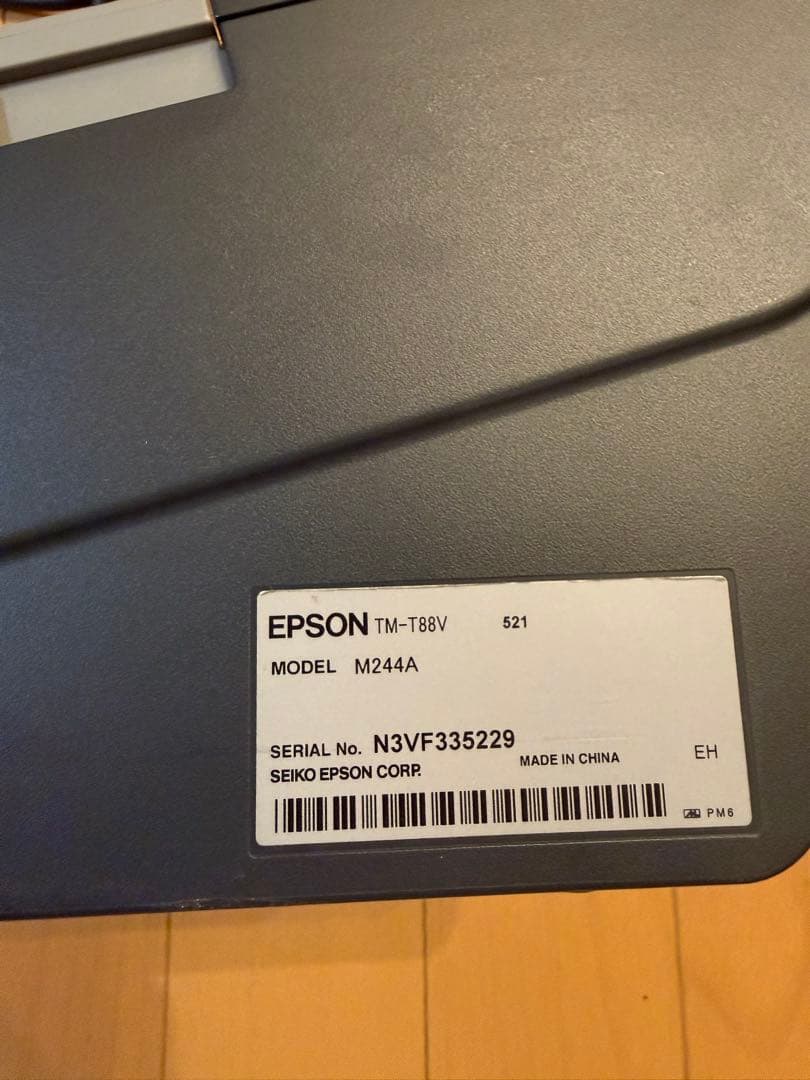 EPSON TM-T88V 521
MODEL M244A
SERIAL No. N3VF335229
SEIKO EPSON CORP. MADE IN CHINA EH
PM6